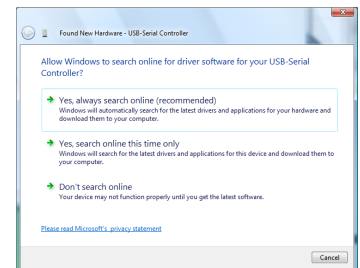 Found New Hardware - USB-Serial Controller
Allow Windows to search online for driver software for your USB-Serial
Controller?
Yes, always search online (recommended)
Windows will automatically search for the latest drivers and applications for your hardware and
download them to your computer.
Yes, search online this time only
Windows will search for the latest drivers and applications for this device and download them to
your computer.
Don't search online
Your device may not function properly until you get the latest software.
Please read Microsoft's privacy statement
Cancel